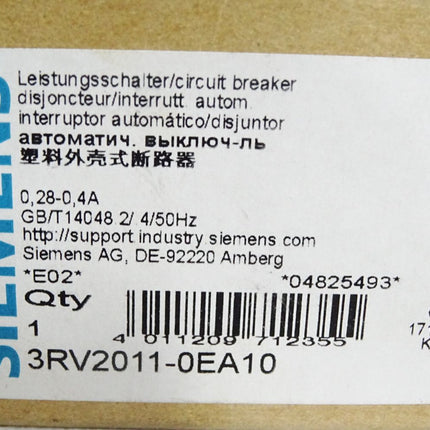 SIEMENS
Leistungsschalter/circuit breaker
disjoncteur/interrutt. autom.
interruptor automático/disjuntor
автоматич. выключ-ль
塑料外壳式断路器
0,28-0,4A
GB/T14048 2/ 4/50Hz
http://support.industry.siemens com
Siemens AG, DE-92220 Amberg
*E02* *04825493*
Qty
1
4 011209 712355
171
K
3RV2011-0EA10